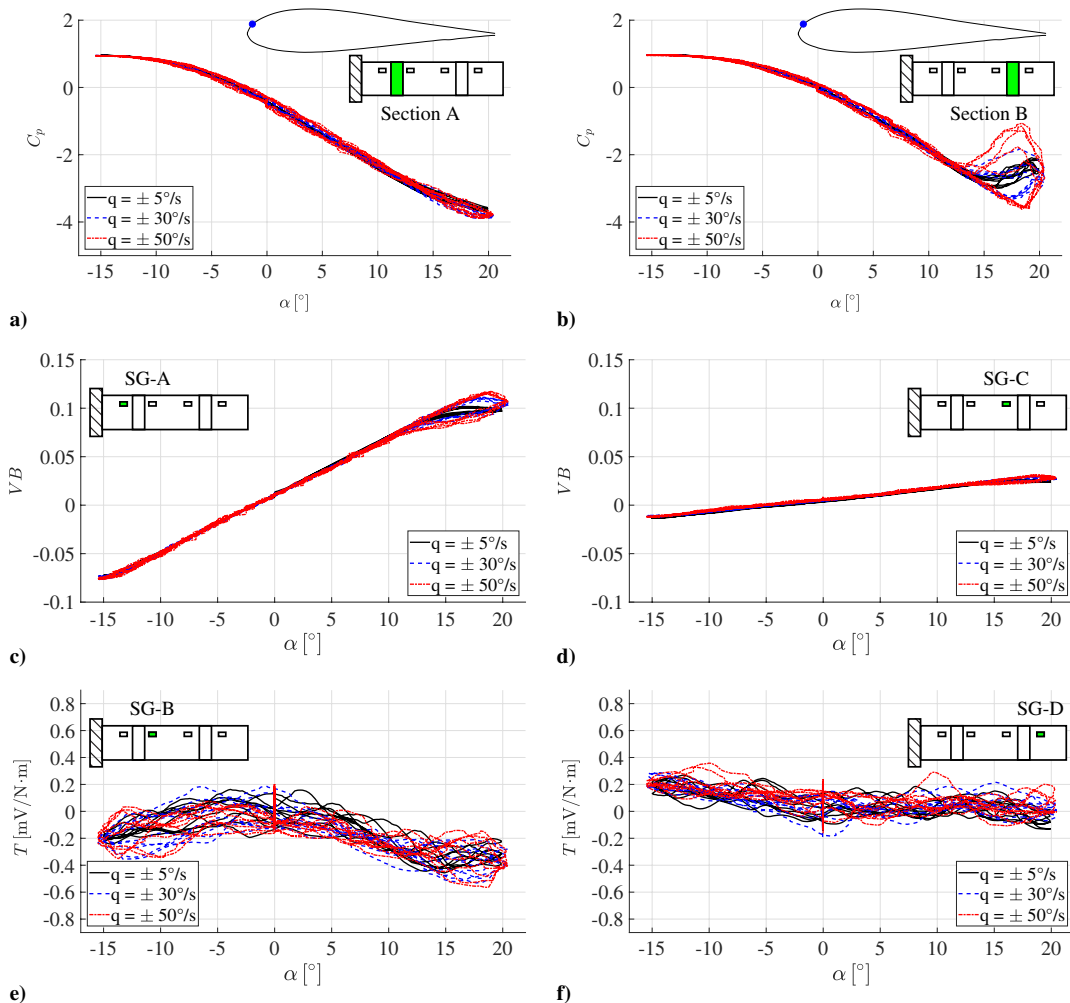 2
0
-2
-4
C_p
Section A
q = ± 5°/s
q = ± 30°/s
q = ± 50°/s
-15 -10 -5 0 5 10 15 20
α [°]
a)
2
0
-2
-4
C_p
Section B
q = ± 5°/s
q = ± 30°/s
q = ± 50°/s
-15 -10 -5 0 5 10 15 20
α [°]
b)
0.15
0.1
0.05
0
-0.05
-0.1
VB
SG-A
q = ± 5°/s
q = ± 30°/s
q = ± 50°/s
-15 -10 -5 0 5 10 15 20
α [°]
c)
0.15
0.1
0.05
0
-0.05
-0.1
VB
SG-C
q = ± 5°/s
q = ± 30°/s
q = ± 50°/s
-15 -10 -5 0 5 10 15 20
α [°]
d)
0.8
0.6
0.4
0.2
0
-0.2
-0.4
-0.6
-0.8
T [mV/N·m]
SG-B
q = ± 5°/s
q = ± 30°/s
q = ± 50°/s
-15 -10 -5 0 5 10 15 20
α [°]
e)
0.8
0.6
0.4
0.2
0
-0.2
-0.4
-0.6
-0.8
T [mV/N·m]
SG-D
q = ± 5°/s
q = ± 30°/s
q = ± 50°/s
-15 -10 -5 0 5 10 15 20
α [°]
f)